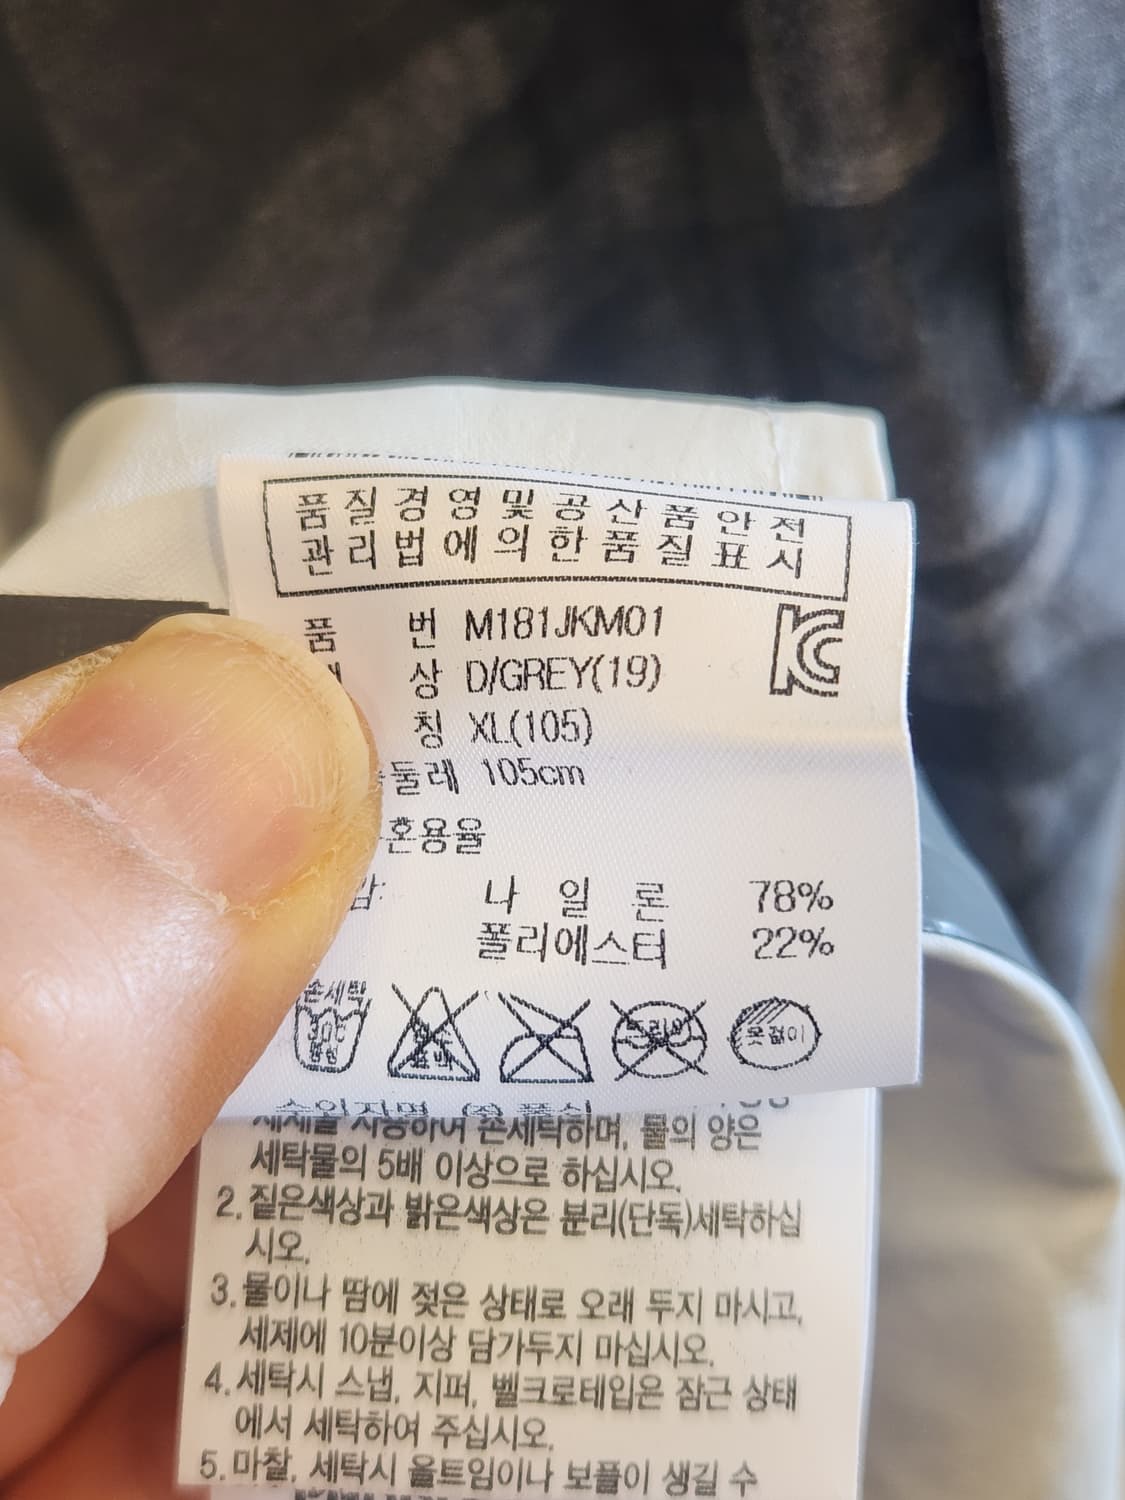 품질경영및공산품안전
관리법에의한품질표시
품 번 M181JKM01
상 D/GREY(19)
칭 XL(105)
둘레 105cm
혼용율
감: 나 일 론 78%
폴리에스터 22%
손세탁
드라이
옷걸이
세제를 사용하여 손세탁하며, 물의 양은
세탁물의 5배 이상으로 하십시오.
2. 짙은색상과 밝은색상은 분리(단독)세탁하십
시오.
3. 물이나 땀에 젖은 상태로 오래 두지 마시고,
세제에 10분이상 담가두지 마십시오.
4. 세탁시 스냅, 지퍼, 벨크로테입은 잠근 상태
에서 세탁하여 주십시오.
5. 마찰, 세탁시 올트임이나 보풀이 생길 수